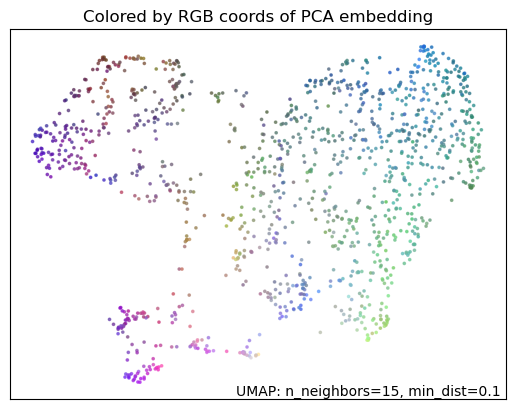 Colored by RGB coords of PCA embedding
UMAP: n_neighbors=15, min_dist=0.1